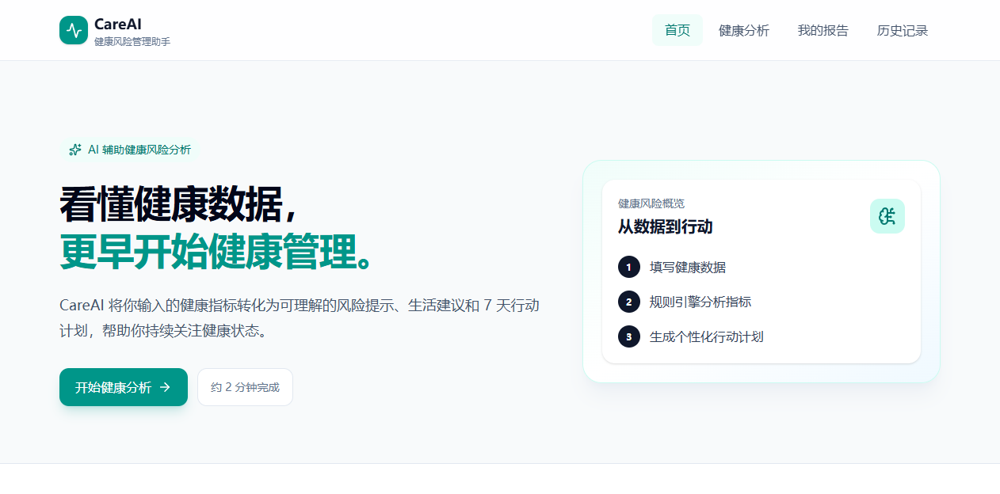 CareAI
健康风险管理助手
首页
健康分析
我的报告
历史记录
AI 辅助健康风险分析
看懂健康数据，
更早开始健康管理。
CareAI 将你输入的健康指标转化为可理解的风险提示、生活建议和 7 天行动
计划，帮助你持续关注健康状态。
开始健康分析 →
约 2 分钟完成
健康风险概览
从数据到行动
1 填写健康数据
2 规则引擎分析指标
3 生成个性化行动计划